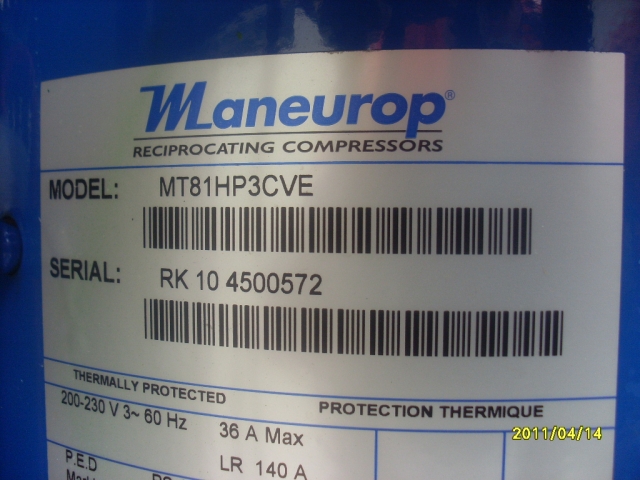 Maneurop®
RECIPROCATING COMPRESSORS
MODEL: MT81HP3CVE
SERIAL: RK 10 4500572
THERMALLY PROTECTED PROTECTION THERMIQUE
200-230 V 3~ 60 Hz 36 A Max
LR 140 A
P.E.D
2011/04/14